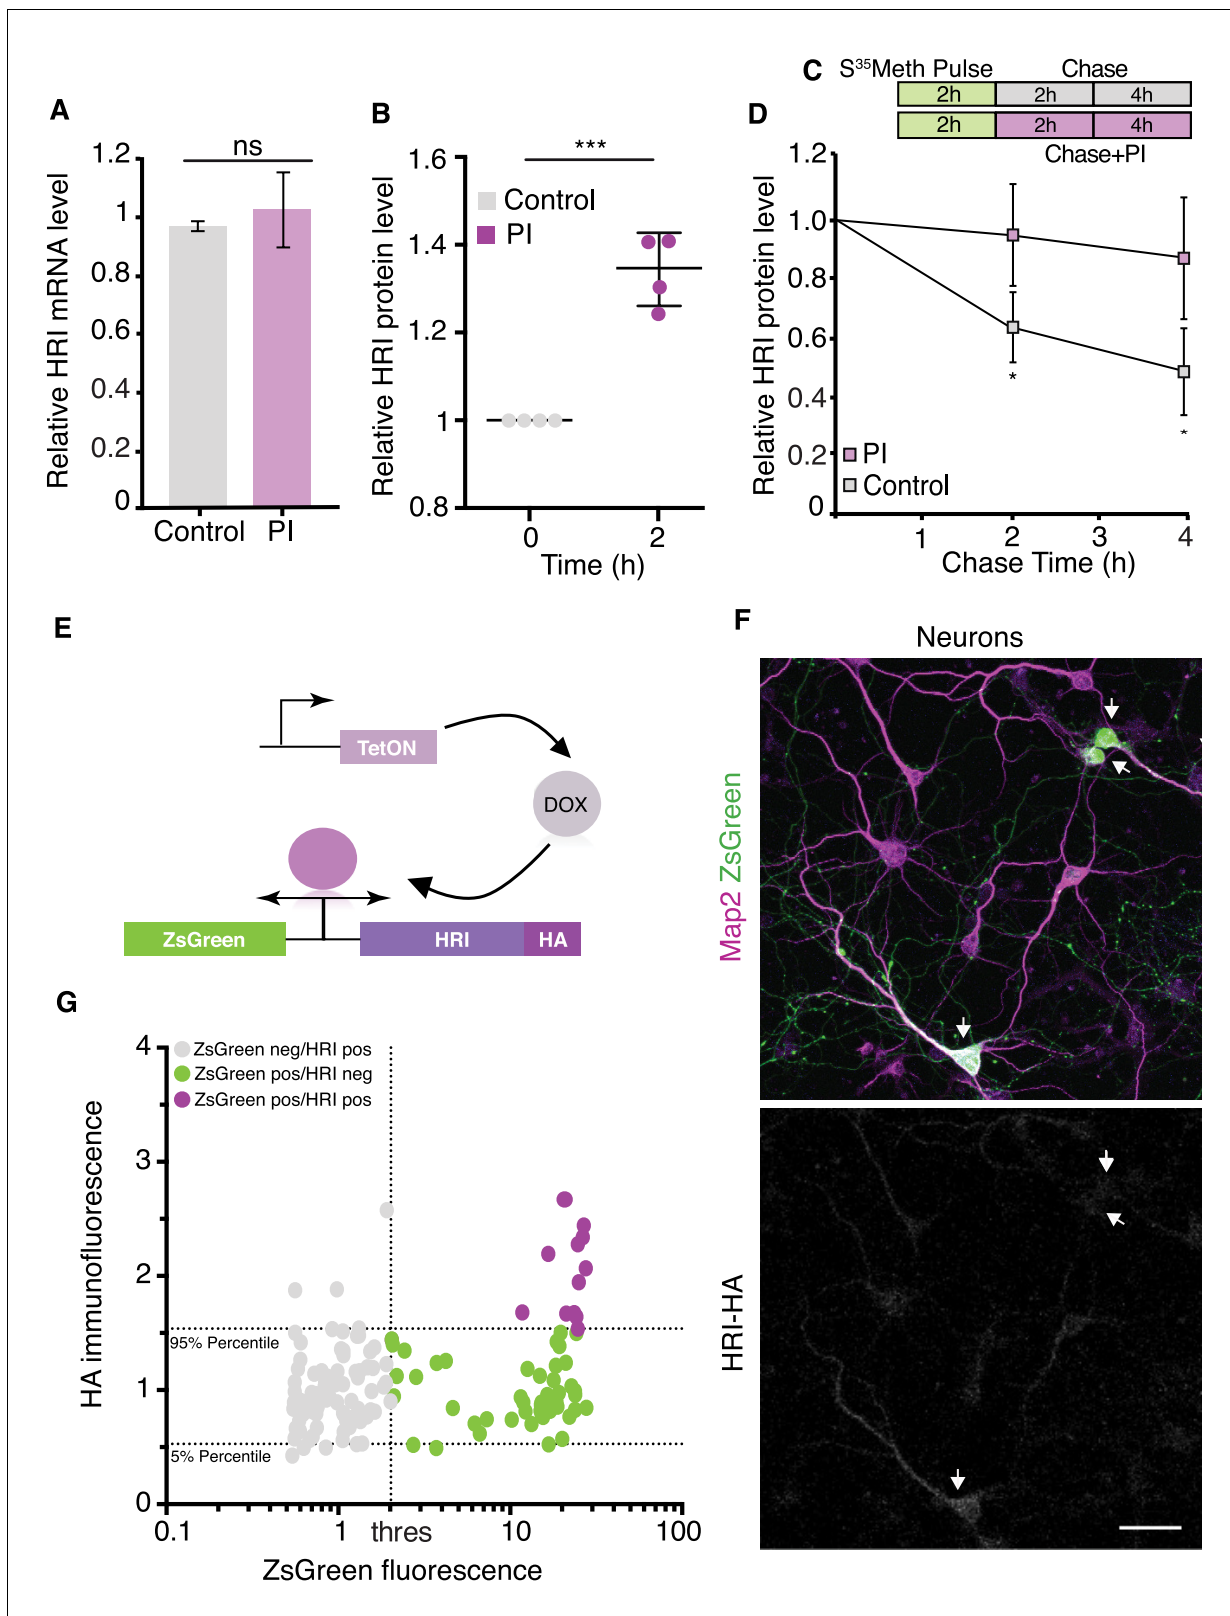 A
ns
Relative HRI mRNA level
1.2
1
0.8
0.6
0.4
0.2
0
Control PI
B
***
Relative HRI protein level
1.6
1.4
1.2
1
0.8
Control
PI
0 2
Time (h)
C
S35Meth Pulse Chase
2h 2h 4h
2h 2h 4h
Chase+PI
D
Relative HRI protein level
1.2
1.0
0.8
0.6
0.4
0.2
0
*
*
PI
Control
1 2 3 4
Chase Time (h)
E
TetON
DOX
ZsGreen HRI HA
F
Neurons
Map2 ZsGreen
HRI-HA
G
HA immunofluorescence
4
3
2
1
0
ZsGreen neg/HRI pos
ZsGreen pos/HRI neg
ZsGreen pos/HRI pos
95% Percentile
5% Percentile
0.1 1 thres 10 100
ZsGreen fluorescence